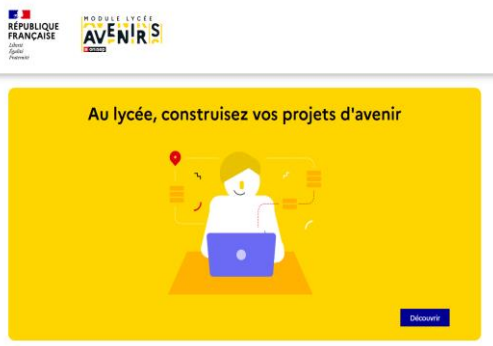 RÉPUBLIQUE
FRANÇAISE
Liberté
Égalité
Fraternité
MODULE LYCÉE
AVENIRS
onisep
Au lycée, construisez vos projets d'avenir
Découvrir